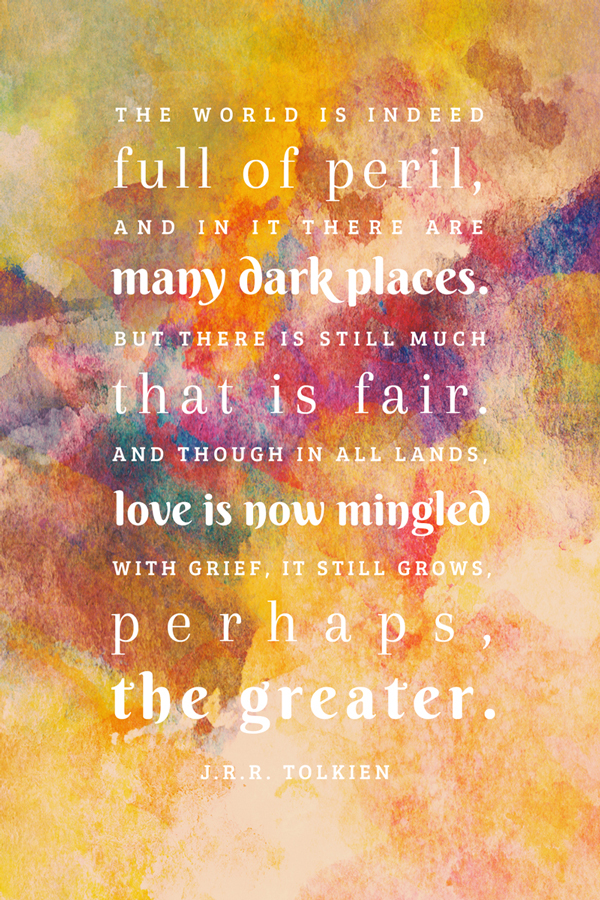 THE WORLD IS INDEED
full of peril,
AND IN IT THERE ARE
many dark places.
BUT THERE IS STILL MUCH
that is fair.
AND THOUGH IN ALL LANDS,
love is now mingled
WITH GRIEF, IT STILL GROWS,
perhaps,
the greater.
J.R.R. TOLKIEN